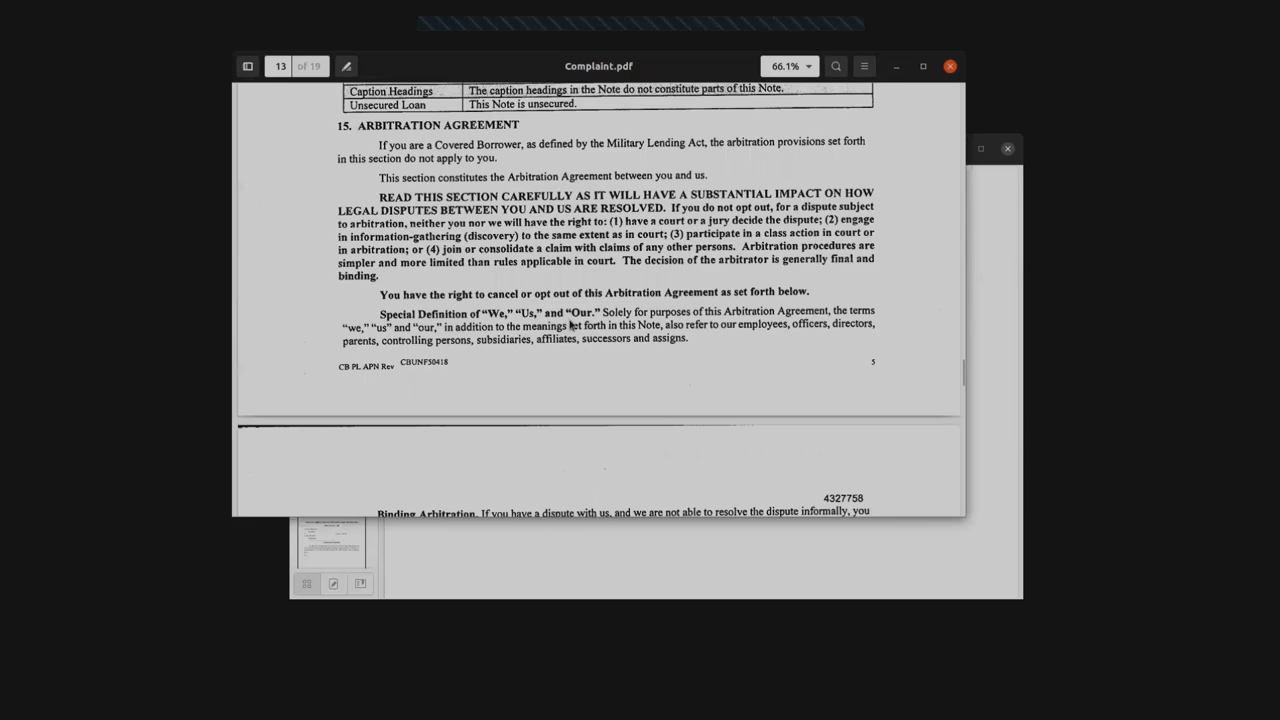 13 of 19
Complaint.pdf
66.1%
Caption Headings The caption headings in the Note do not constitute parts of this Note.
Unsecured Loan This Note is unsecured.
15. ARBITRATION AGREEMENT
If you are a Covered Borrower, as defined by the Military Lending Act, the arbitration provisions set forth
in this section do not apply to you.
This section constitutes the Arbitration Agreement between you and us.
READ THIS SECTION CAREFULLY AS IT WILL HAVE A SUBSTANTIAL IMPACT ON HOW
LEGAL DISPUTES BETWEEN YOU AND US ARE RESOLVED. If you do not opt out, for a dispute subject
to arbitration, neither you nor we will have the right to: (1) have a court or a jury decide the dispute; (2) engage
in information-gathering (discovery) to the same extent as in court; (3) participate in a class action in court or
in arbitration; or (4) join or consolidate a claim with claims of any other persons. Arbitration procedures are
simpler and more limited than rules applicable in court. The decision of the arbitrator is generally final and
binding.
You have the right to cancel or opt out of this Arbitration Agreement as set forth below.
Special Definition of "We," "Us," and "Our." Solely for purposes of this Arbitration Agreement, the terms
"we," "us" and "our," in addition to the meanings set forth in this Note, also refer to our employees, officers, directors,
parents, controlling persons, subsidiaries, affiliates, successors and assigns.
CB PL APN Rev CBUNF50418 5
4327758
Binding Arbitration. If you have a dispute with us, and we are not able to resolve the dispute informally, you